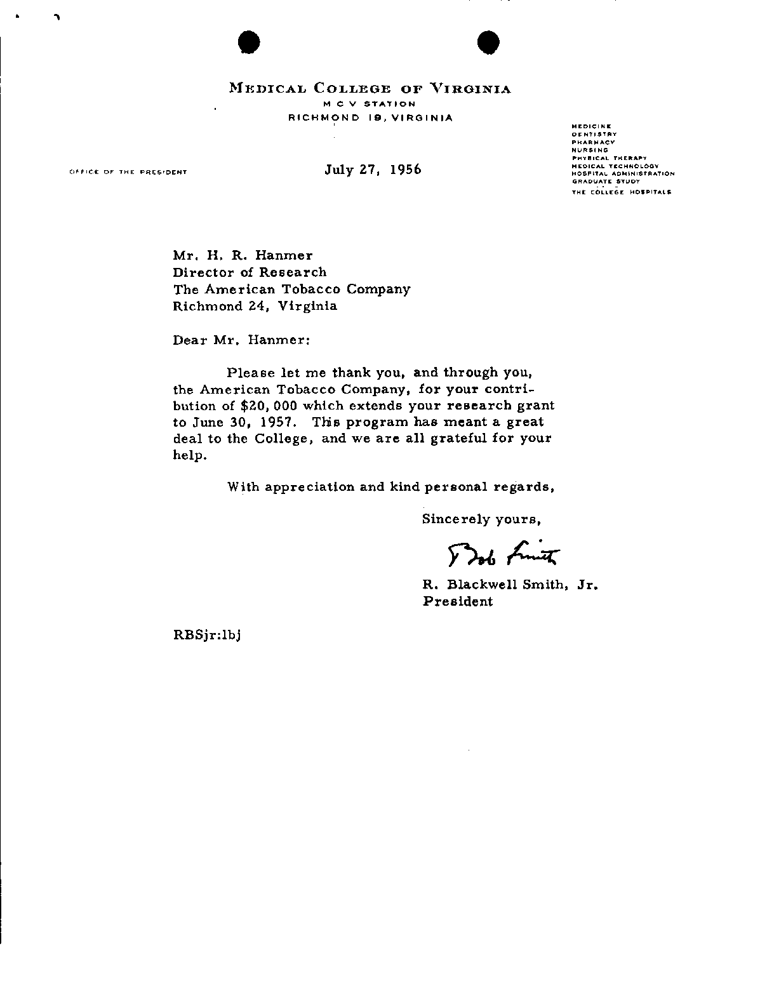 MEDICAL COLLEGE OF VIRGINIA
M C V STATION
RICHMOND 19, VIRGINIA
MEDICINE
DENTISTRY
PHARMACY
NURSING
PHYSICAL THERAPY
MEDICAL TECHNOLOGY
HOSPITAL ADMINISTRATION
GRADUATE STUDY
THE COLLEGE HOSPITALS
OFFICE OF THE PRESIDENT
July 27, 1956
Mr. H. R. Hanmer
Director of Research
The American Tobacco Company
Richmond 24, Virginia
Dear Mr. Hanmer:
Please let me thank you, and through you,
the American Tobacco Company, for your contri-
bution of $20,000 which extends your research grant
to June 30, 1957. This program has meant a great
deal to the College, and we are all grateful for your
help.
With appreciation and kind personal regards,
Sincerely yours,
Bob Smith
R. Blackwell Smith, Jr.
President
RBSjr:lbj